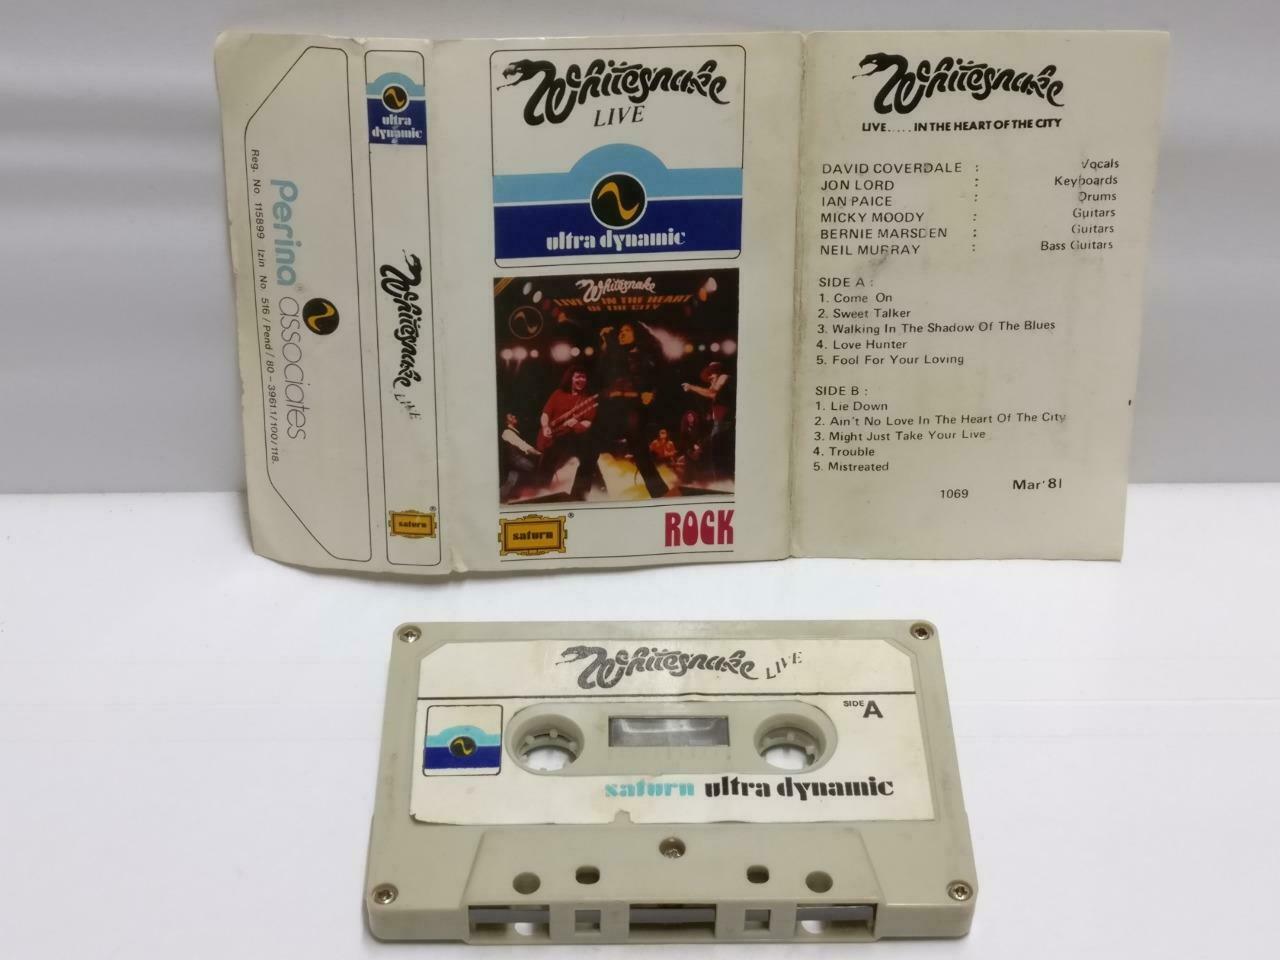 Perina® associates
Reg. No 115899 Izin No. 516 / Pend / 80 - 3961.1/100/118.
ultra
dynamic
Whitesnake LIVE
saturn®
Whitesnake
LIVE
ultra dynamic
Whitesnake
LIVE IN THE HEART
OF THE CITY
saturn®
ROCK
Whitesnake
LIVE.....IN THE HEART OF THE CITY
DAVID COVERDALE : Vocals
JON LORD : Keyboards
IAN PAICE : Drums
MICKY MOODY : Guitars
BERNIE MARSDEN : Guitars
NEIL MURRAY : Bass Guitars
SIDE A :
1. Come On
2. Sweet Talker
3. Walking In The Shadow Of The Blues
4. Love Hunter
5. Fool For Your Loving
SIDE B :
1. Lie Down
2. Ain't No Love In The Heart Of The City
3. Might Just Take Your Live
4. Trouble
5. Mistreated
1069 Mar'81
Whitesnake LIVE
SIDE A
saturn ultra dynamic